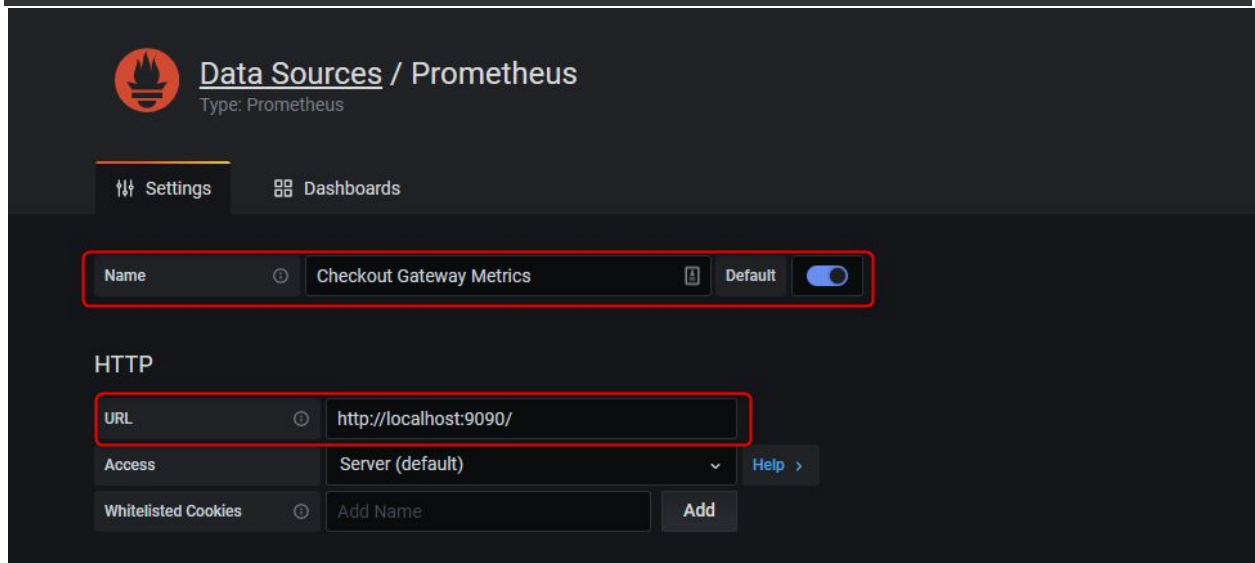 Data Sources / Prometheus
Type: Prometheus
Settings Dashboards
Name Checkout Gateway Metrics Default
HTTP
URL http://localhost:9090/
Access Server (default) Help >
Whitelisted Cookies Add Name Add